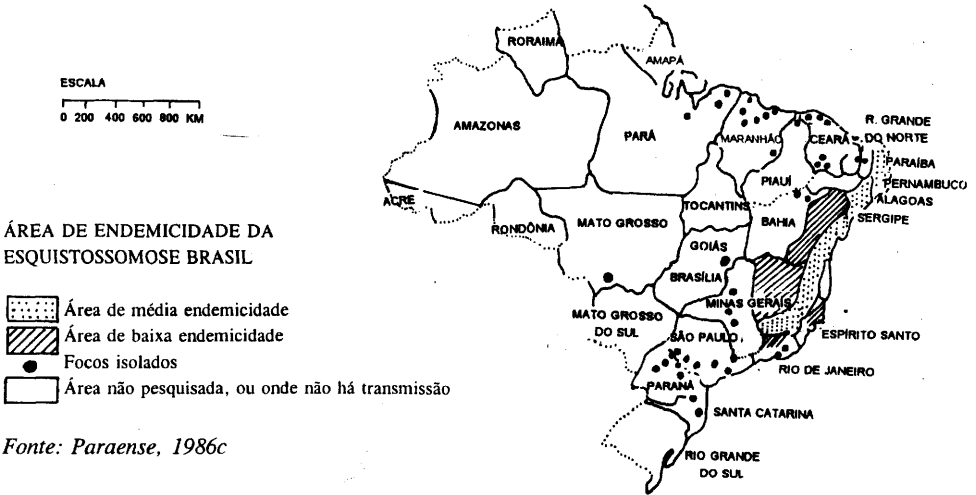 ESCALA
0 200 400 600 800 KM
ÁREA DE ENDEMICIDADE DA
ESQUISTOSSOMOSE BRASIL
Área de média endemicidade
Área de baixa endemicidade
Focos isolados
Área não pesquisada, ou onde não há transmissão
Fonte: Paraense, 1986c
RORAIMA
AMAPÁ
AMAZONAS
PARÁ
MARANHÃO
CEARÁ
R. GRANDE
DO NORTE
PARAÍBA
PIAUÍ
PERNAMBUCO
ALAGOAS
ACRE
TOCANTINS
SERGIPE
RONDÔNIA
MATO GROSSO
BAHIA
GOIÁS
BRASÍLIA
MINAS GERAIS
MATO GROSSO
DO SUL
SÃO PAULO
ESPÍRITO SANTO
RIO DE JANEIRO
PARANÁ
SANTA CATARINA
RIO GRANDE
DO SUL